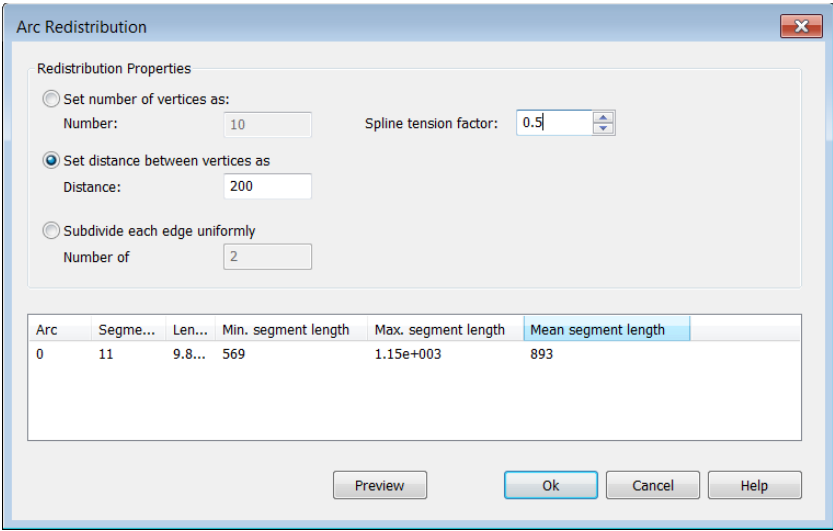 Arc Redistribution
Redistribution Properties
Set number of vertices as:
Number: 10 Spline tension factor: 0.5
Set distance between vertices as
Distance: 200
Subdivide each edge uniformly
Number of 2
Arc Segme... Len... Min. segment length Max. segment length Mean segment length
0 11 9.8... 569 1.15e+003 893
Preview Ok Cancel Help